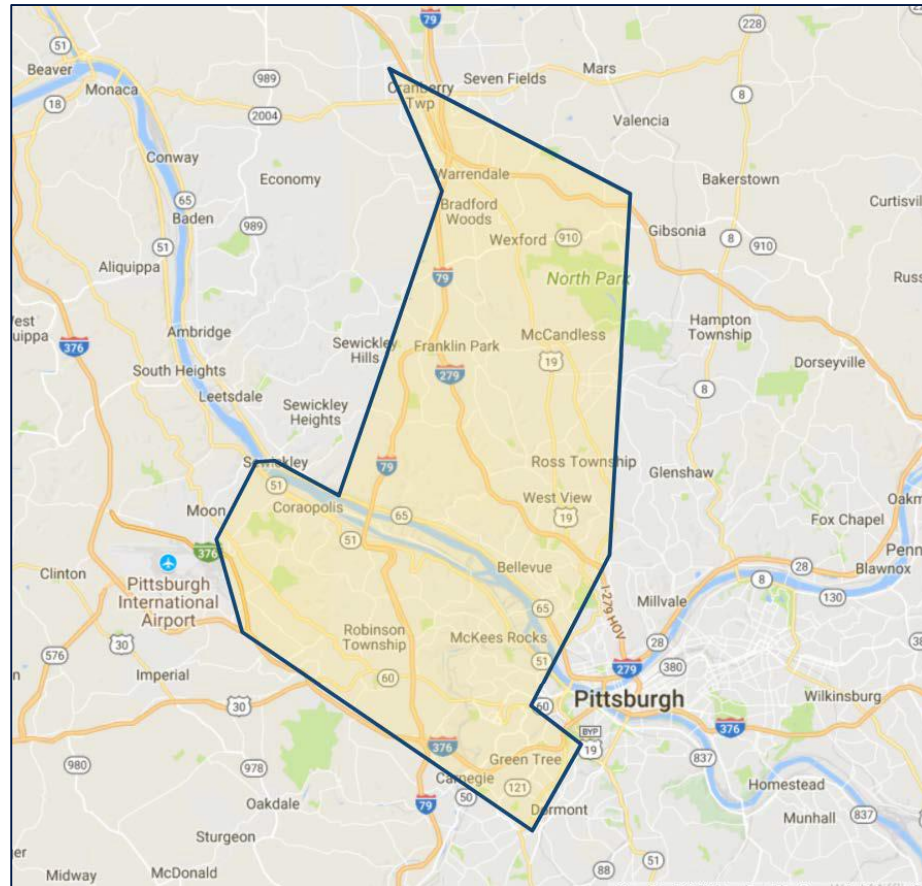 79
228
51
Beaver
Monaca
989
Seven Fields
Mars
Cranberry
Twp
8
18
2004
Valencia
Conway
Economy
Warrendale
Bakerstown
65
Baden
Bradford
Woods
Curtisvil
989
Wexford
910
Gibsonia
8
910
51
Aliquippa
79
North Park
Russ
Ambridge
Sewickley
Hills
McCandless
Hampton
Township
376
Franklin Park
19
South Heights
279
Dorseyville
Leetsdale
8
Sewickley
Heights
Sewickley
79
Ross Township
Glenshaw
51
West View
Moon
Coraopolis
65
19
Fox Chapel
376
51
Clinton
Bellevue
28
Penn
Blawnox
Pittsburgh
International
Airport
I-279 HOV
8
Millvale
130
65
Robinson
Township
McKees Rocks
28
30
576
51
279
380
Imperial
60
Pittsburgh
Wilkinsburg
30
60
BYP
376
376
19
980
978
Green Tree
837
Carnegie
121
Homestead
Oakdale
79
50
Dormont
Munhall
837
Sturgeon
51
88
Midway
McDonald